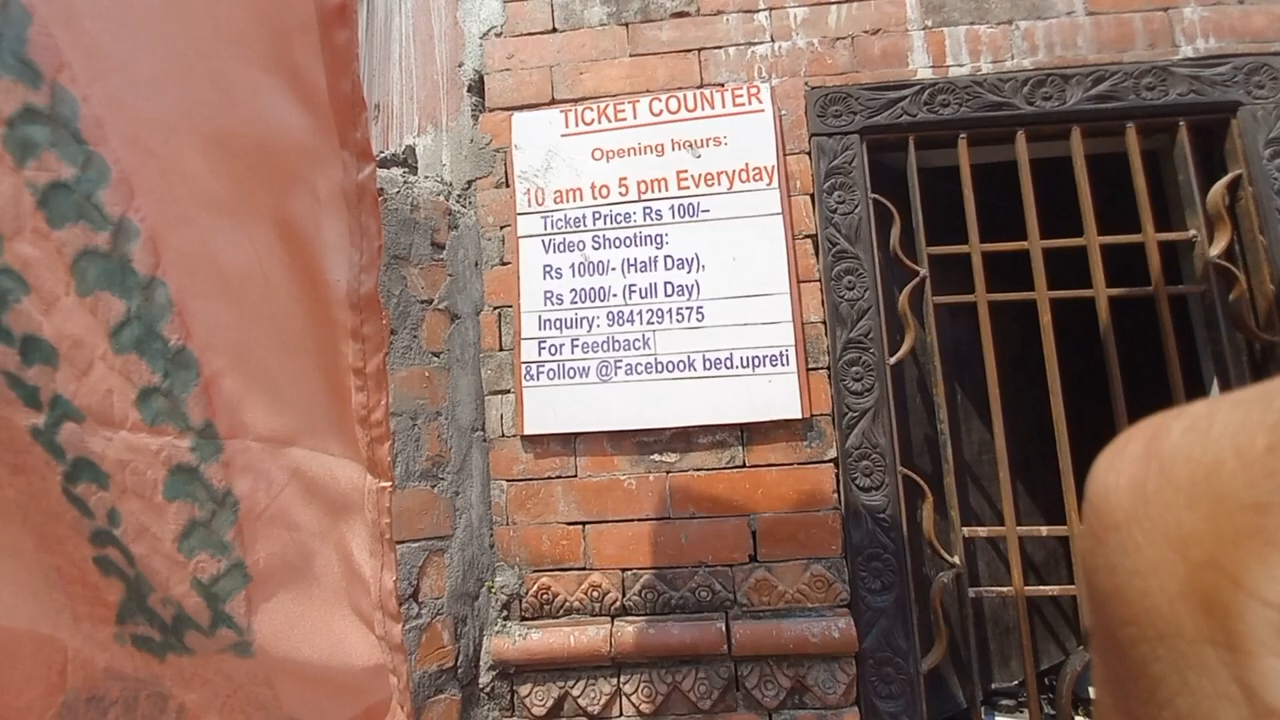 TICKET COUNTER
Opening hours:
10 am to 5 pm Everyday
Ticket Price: Rs 100/–
Video Shooting:
Rs 1000/- (Half Day),
Rs 2000/- (Full Day)
Inquiry: 9841291575
For Feedback
&Follow @Facebook bed.upreti